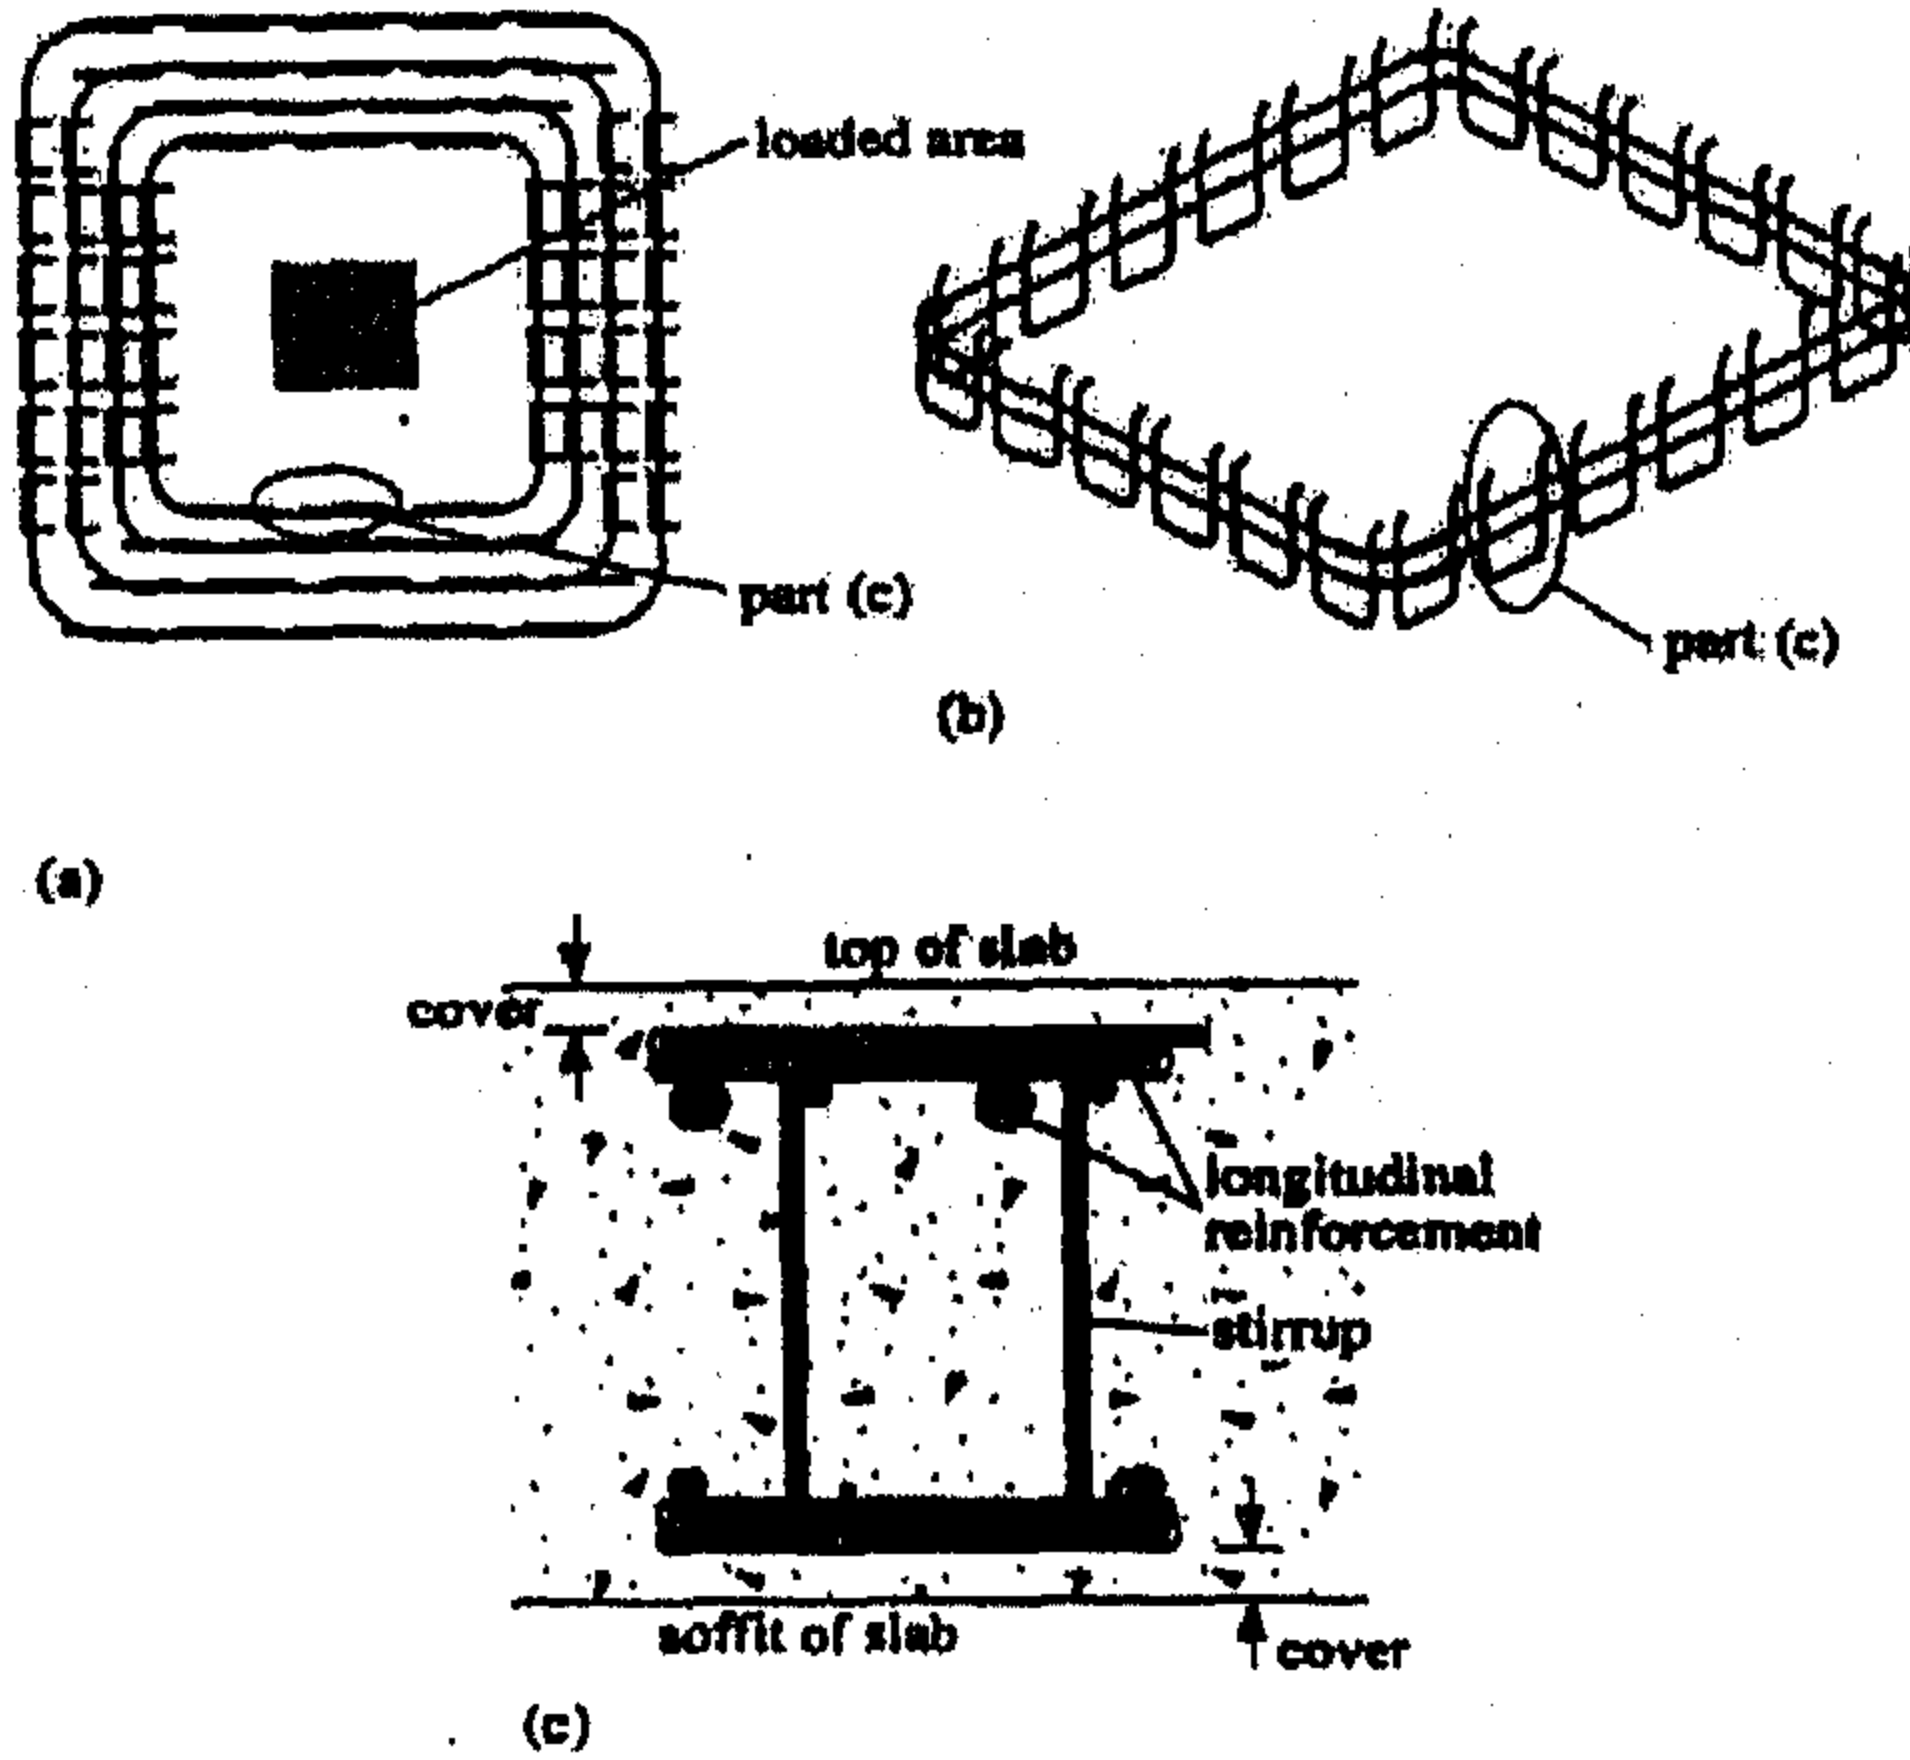 loaded area
part (c)
part (c)
(b)
(a)
top of slab
cover
longitudinal
reinforcement
stirrup
soffit of slab
cover
(c)